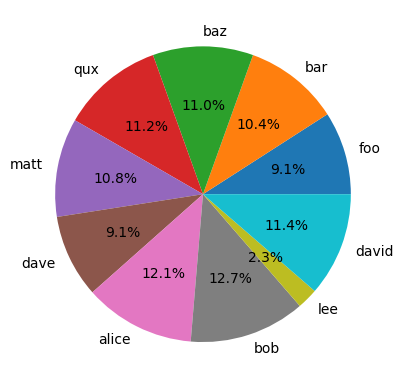 baz
bar
qux
11.0%
10.4%
11.2%
foo
matt
10.8%
9.1%
dave
9.1%
11.4%
david
12.1%
12.7%
2.3%
lee
alice
bob